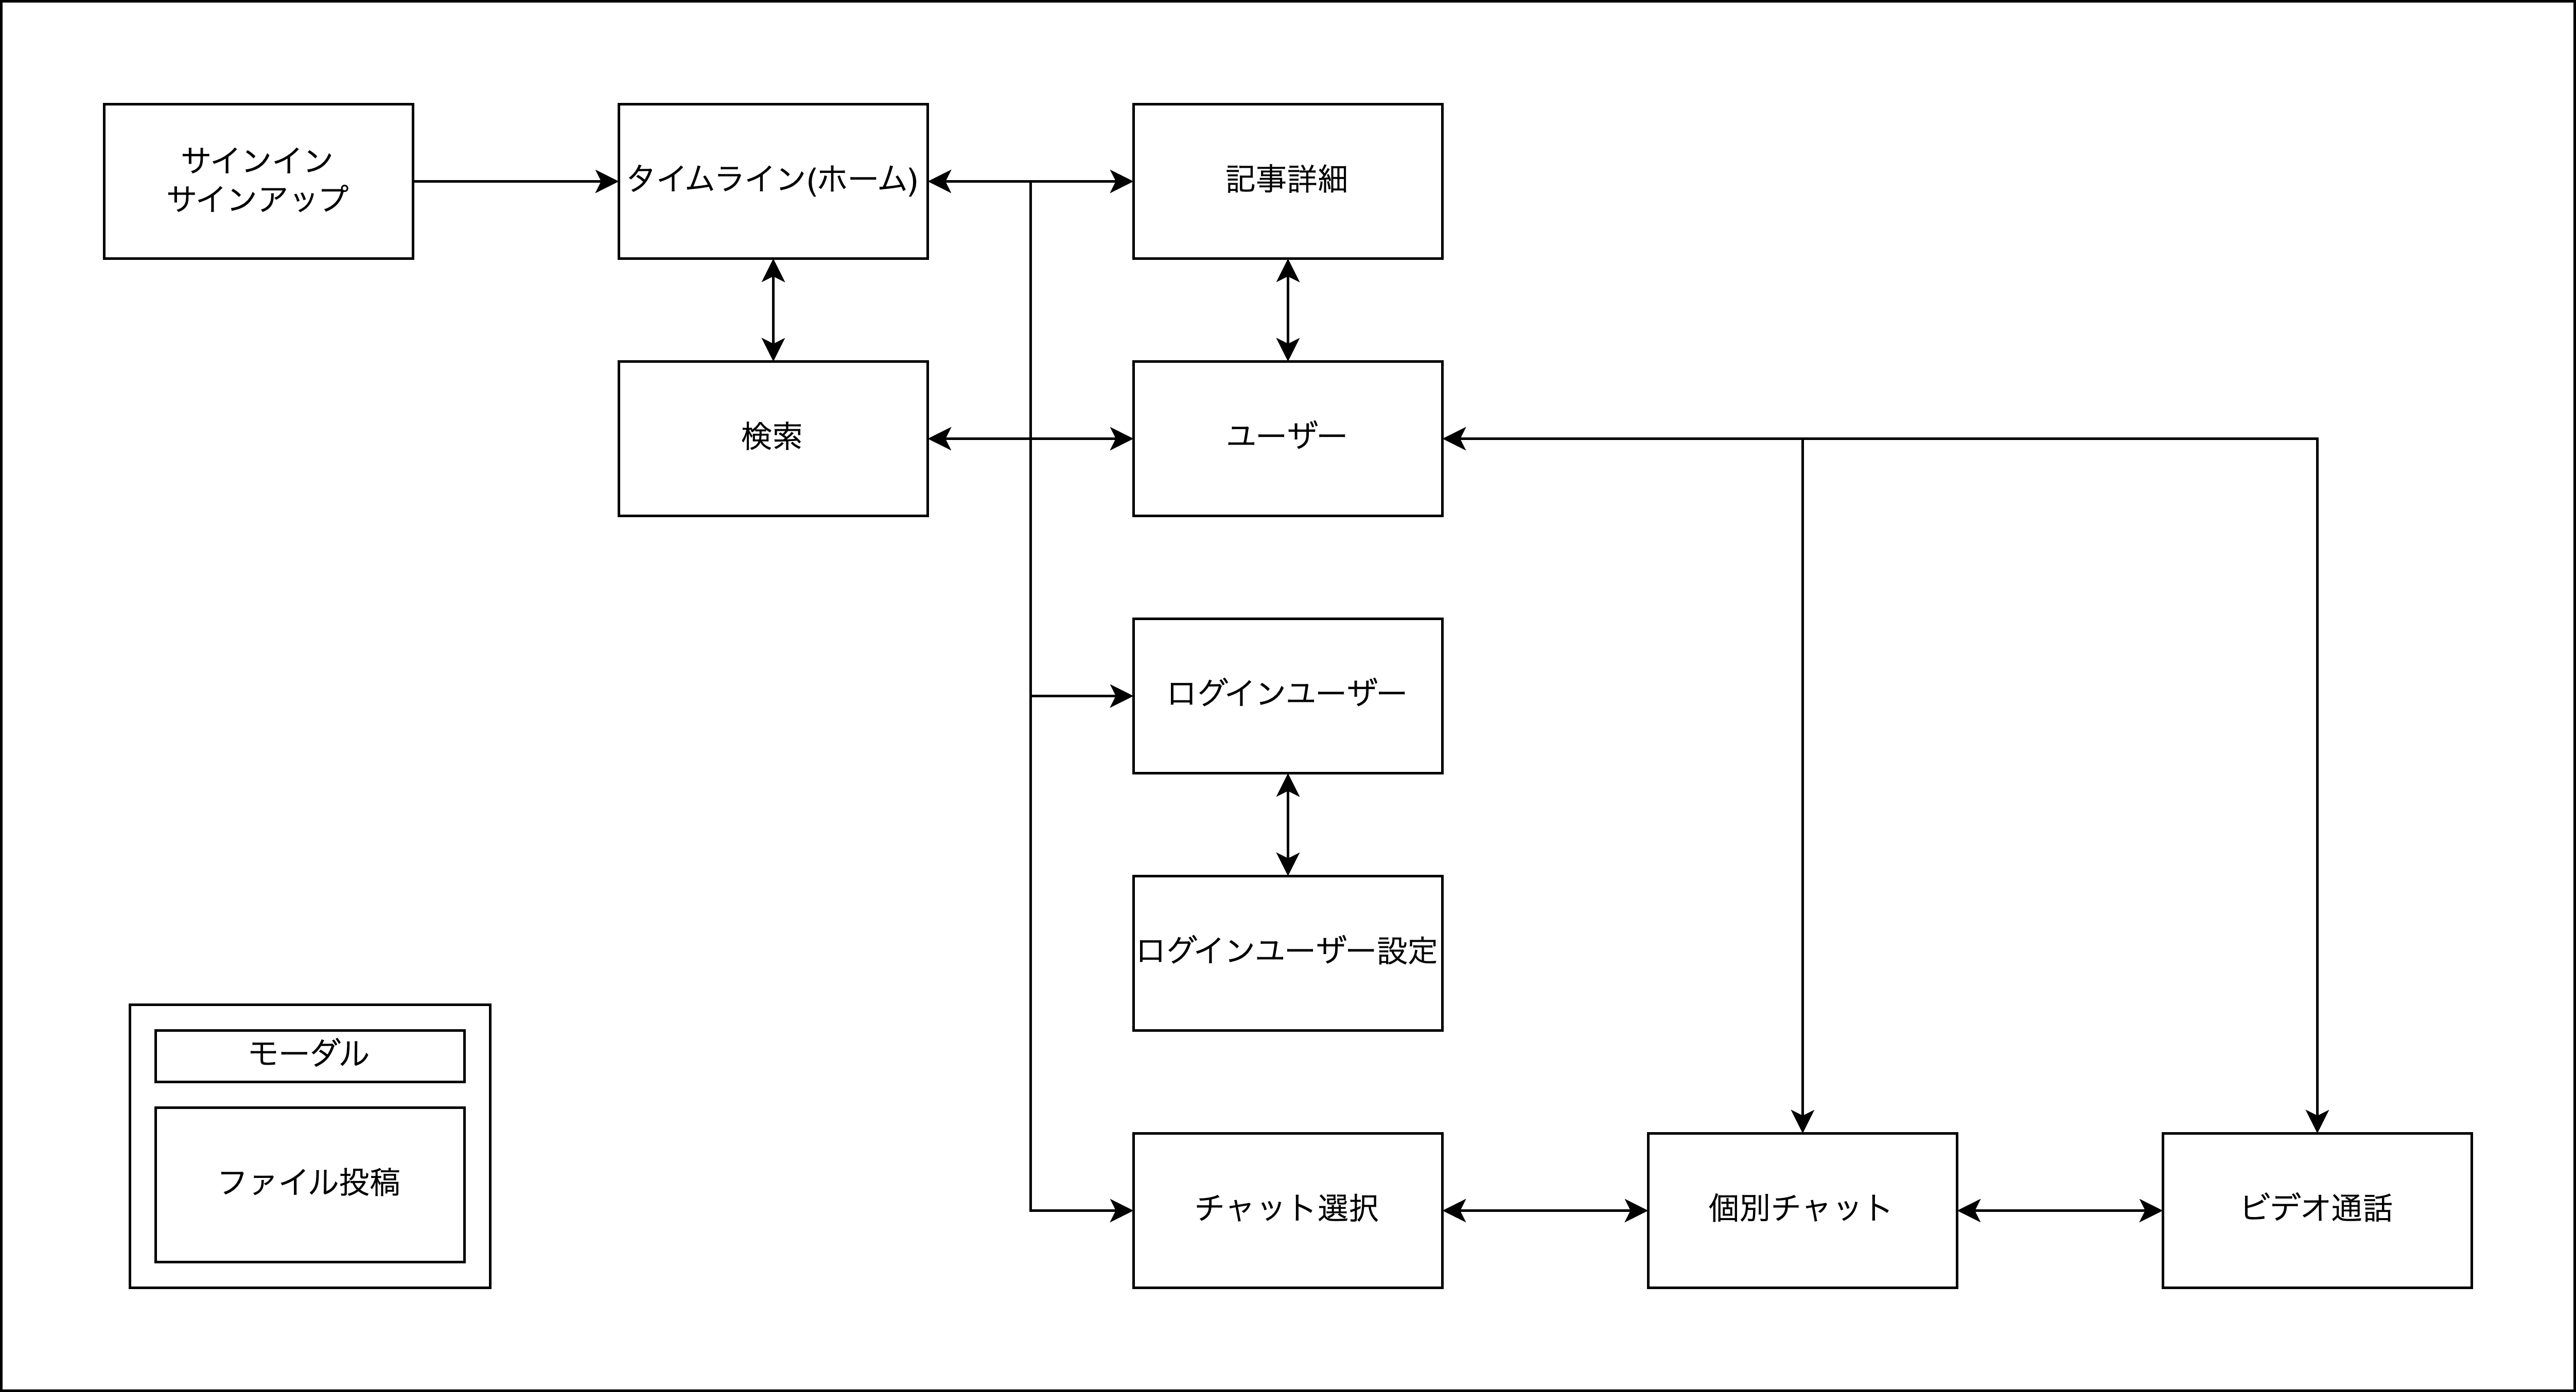 サインイン
サインアップ
タイムライン(ホーム)
記事詳細
検索
ユーザー
ログインユーザー
ログインユーザー設定
モーダル
ファイル投稿
チャット選択
個別チャット
ビデオ通話